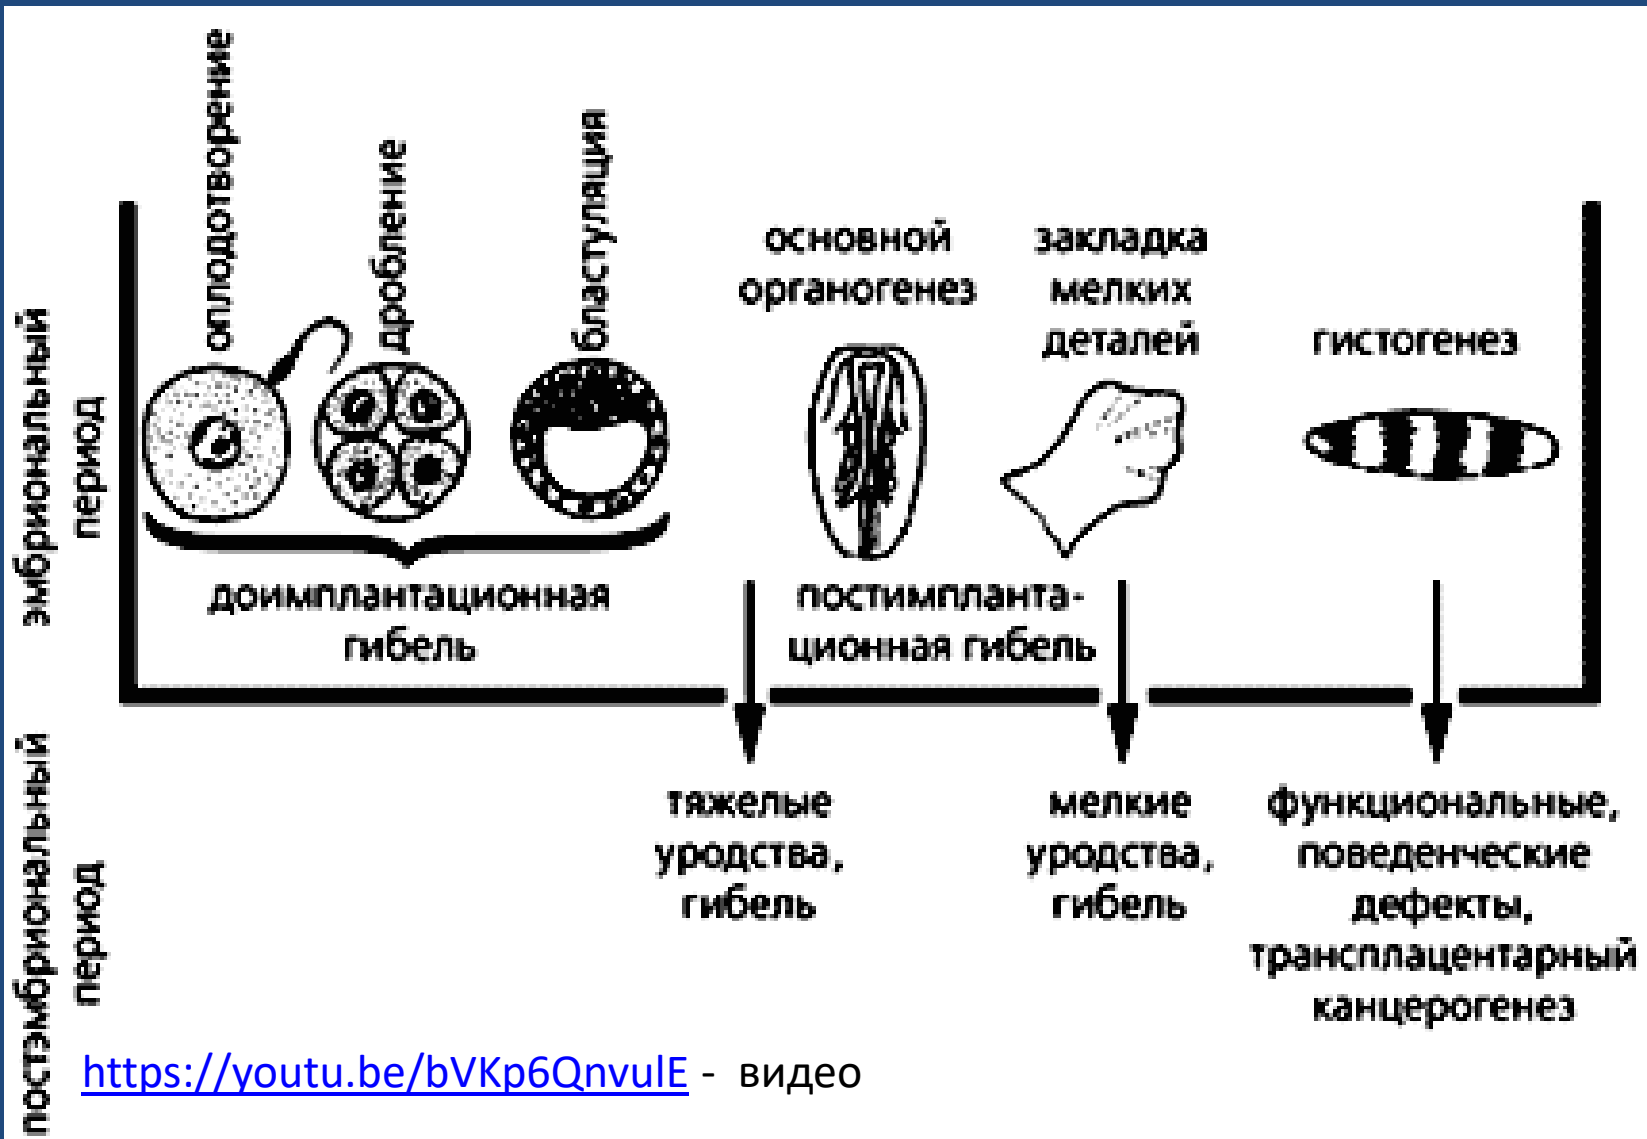 оплодотворение
дробление
бластуляция
основной
органогенез
закладка
мелких
деталей
гистогенез
эмбриональный
период
доимплантационная
гибель
постимпланта-
ционная гибель
постэмбриональный
период
тяжелые
уродства,
гибель
мелкие
уродства,
гибель
функциональные,
поведенческие
дефекты,
трансплацентарный
канцерогенез
https://youtu.be/bVKp6QnvulE - видео